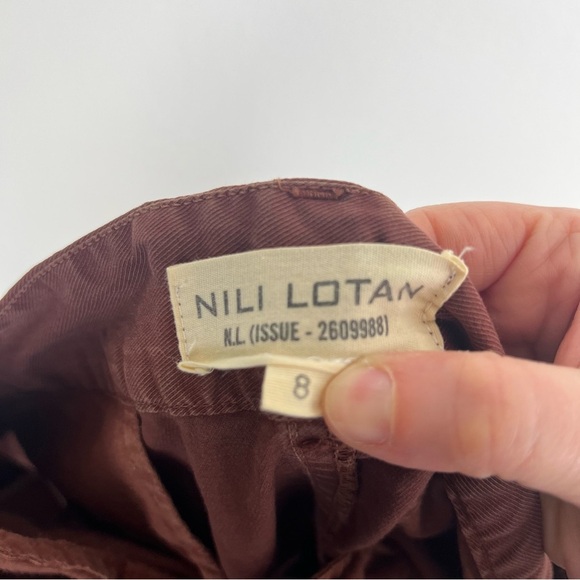 NILI LOTAN
N.L. (ISSUE - 2609988)
8